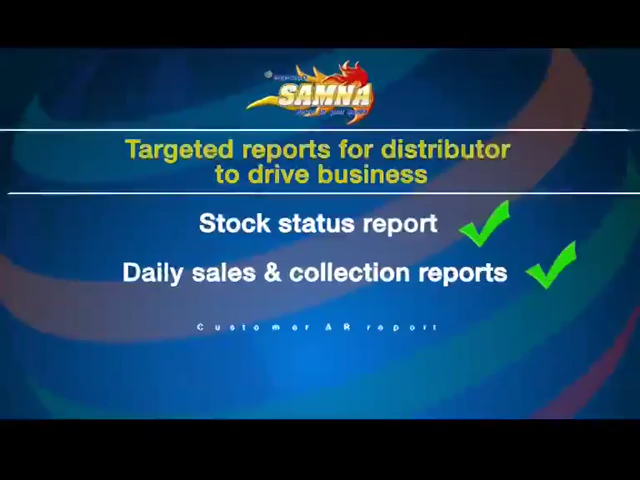 SAMNA
Targeted reports for distributor
to drive business
Stock status report
Daily sales & collection reports
Customer AR report